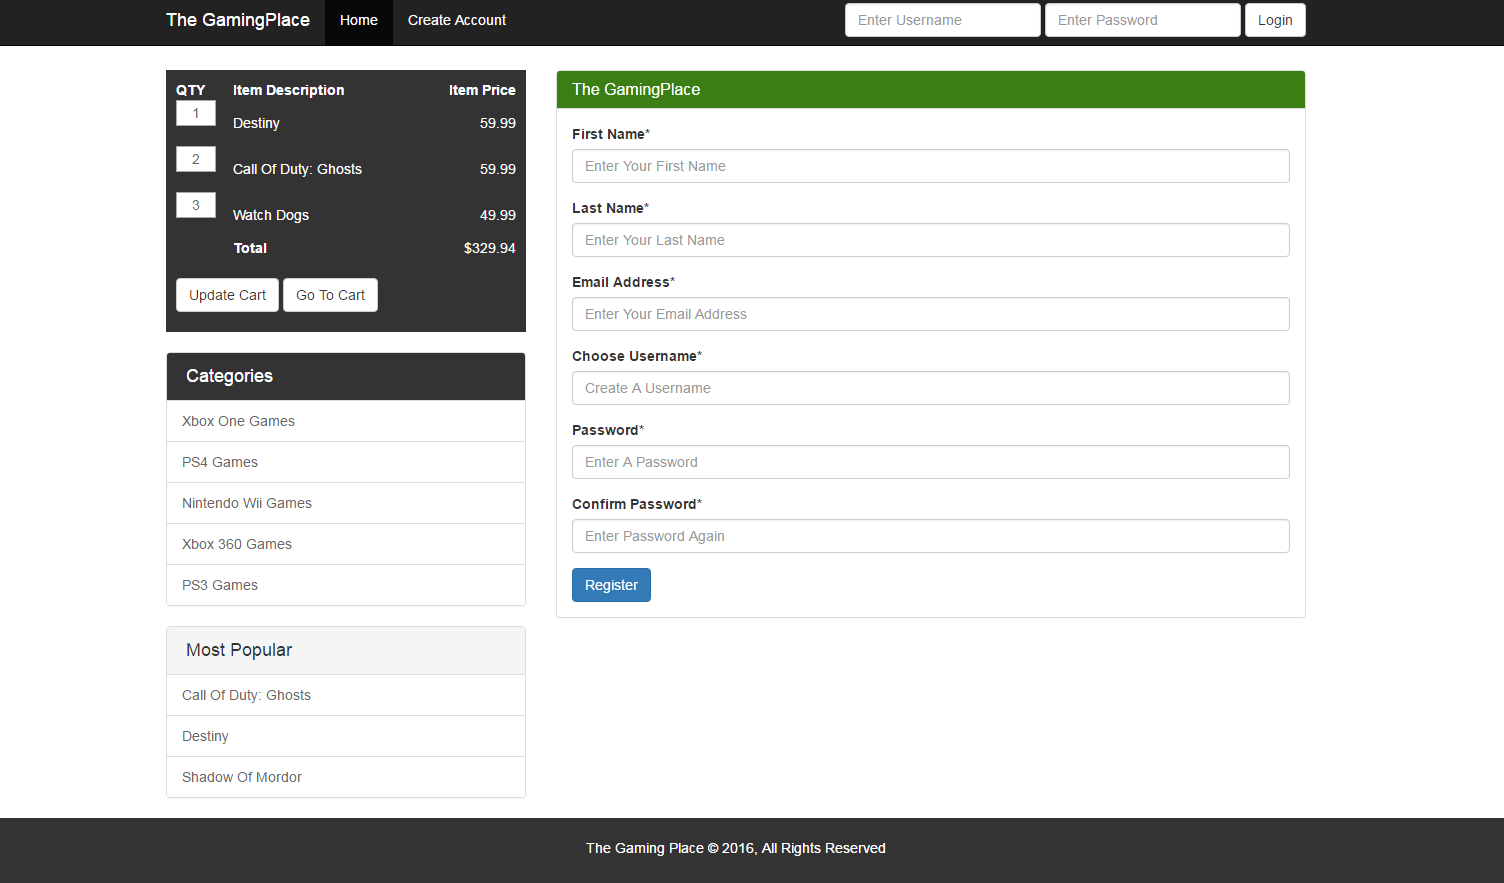 The GamingPlace Home Create Account Enter Username Enter Password Login
QTY Item Description Item Price
1 Destiny 59.99
2 Call Of Duty: Ghosts 59.99
3 Watch Dogs 49.99
Total $329.94
Update Cart Go To Cart
Categories
Xbox One Games
PS4 Games
Nintendo Wii Games
Xbox 360 Games
PS3 Games
Most Popular
Call Of Duty: Ghosts
Destiny
Shadow Of Mordor
The GamingPlace
First Name*
Enter Your First Name
Last Name*
Enter Your Last Name
Email Address*
Enter Your Email Address
Choose Username*
Create A Username
Password*
Enter A Password
Confirm Password*
Enter Password Again
Register
The Gaming Place © 2016, All Rights Reserved